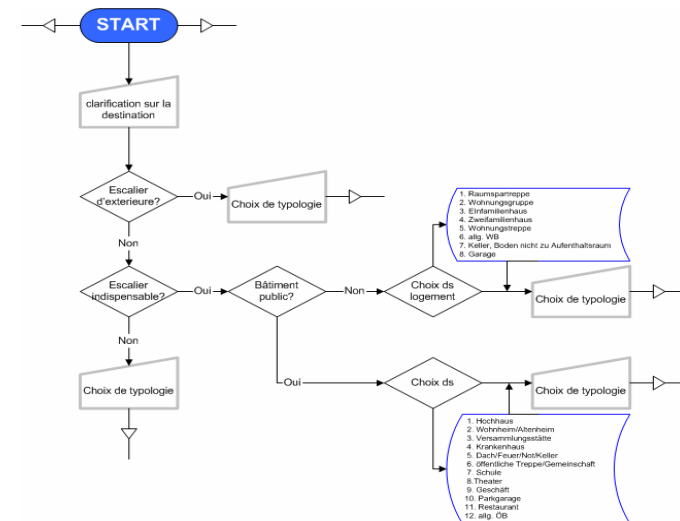 START
clarification sur la
destination
Escalier
d'exterieure?
Oui
Choix de typologie
Non
1. Raumspartreppe
2. Wohnungsgruppe
3. EInfamilienhaus
4. Zweifamilienhaus
5. Wohnungstreppe
6. allg. WB
7. Keller, Boden nicht zu Aufenthaltsraum
8. Garage
Escalier
indispensable?
Oui
Bâtiment
public?
Non
Choix ds
logement
Choix de typologie
Non
Choix de typologie
Oui
Choix ds
Choix de typologie
1. Hochhaus
2. Wohnheim/Altenheim
3. Versammlungsstätte
4. Krankenhaus
5. Dach/Feuer/Not/Keller
6. öffentliche Treppe/Gemeinschaft
7. Schule
8.Theater
9. Geschäft
10. Parkgarage
11. Restaurant
12. allg. ÖB